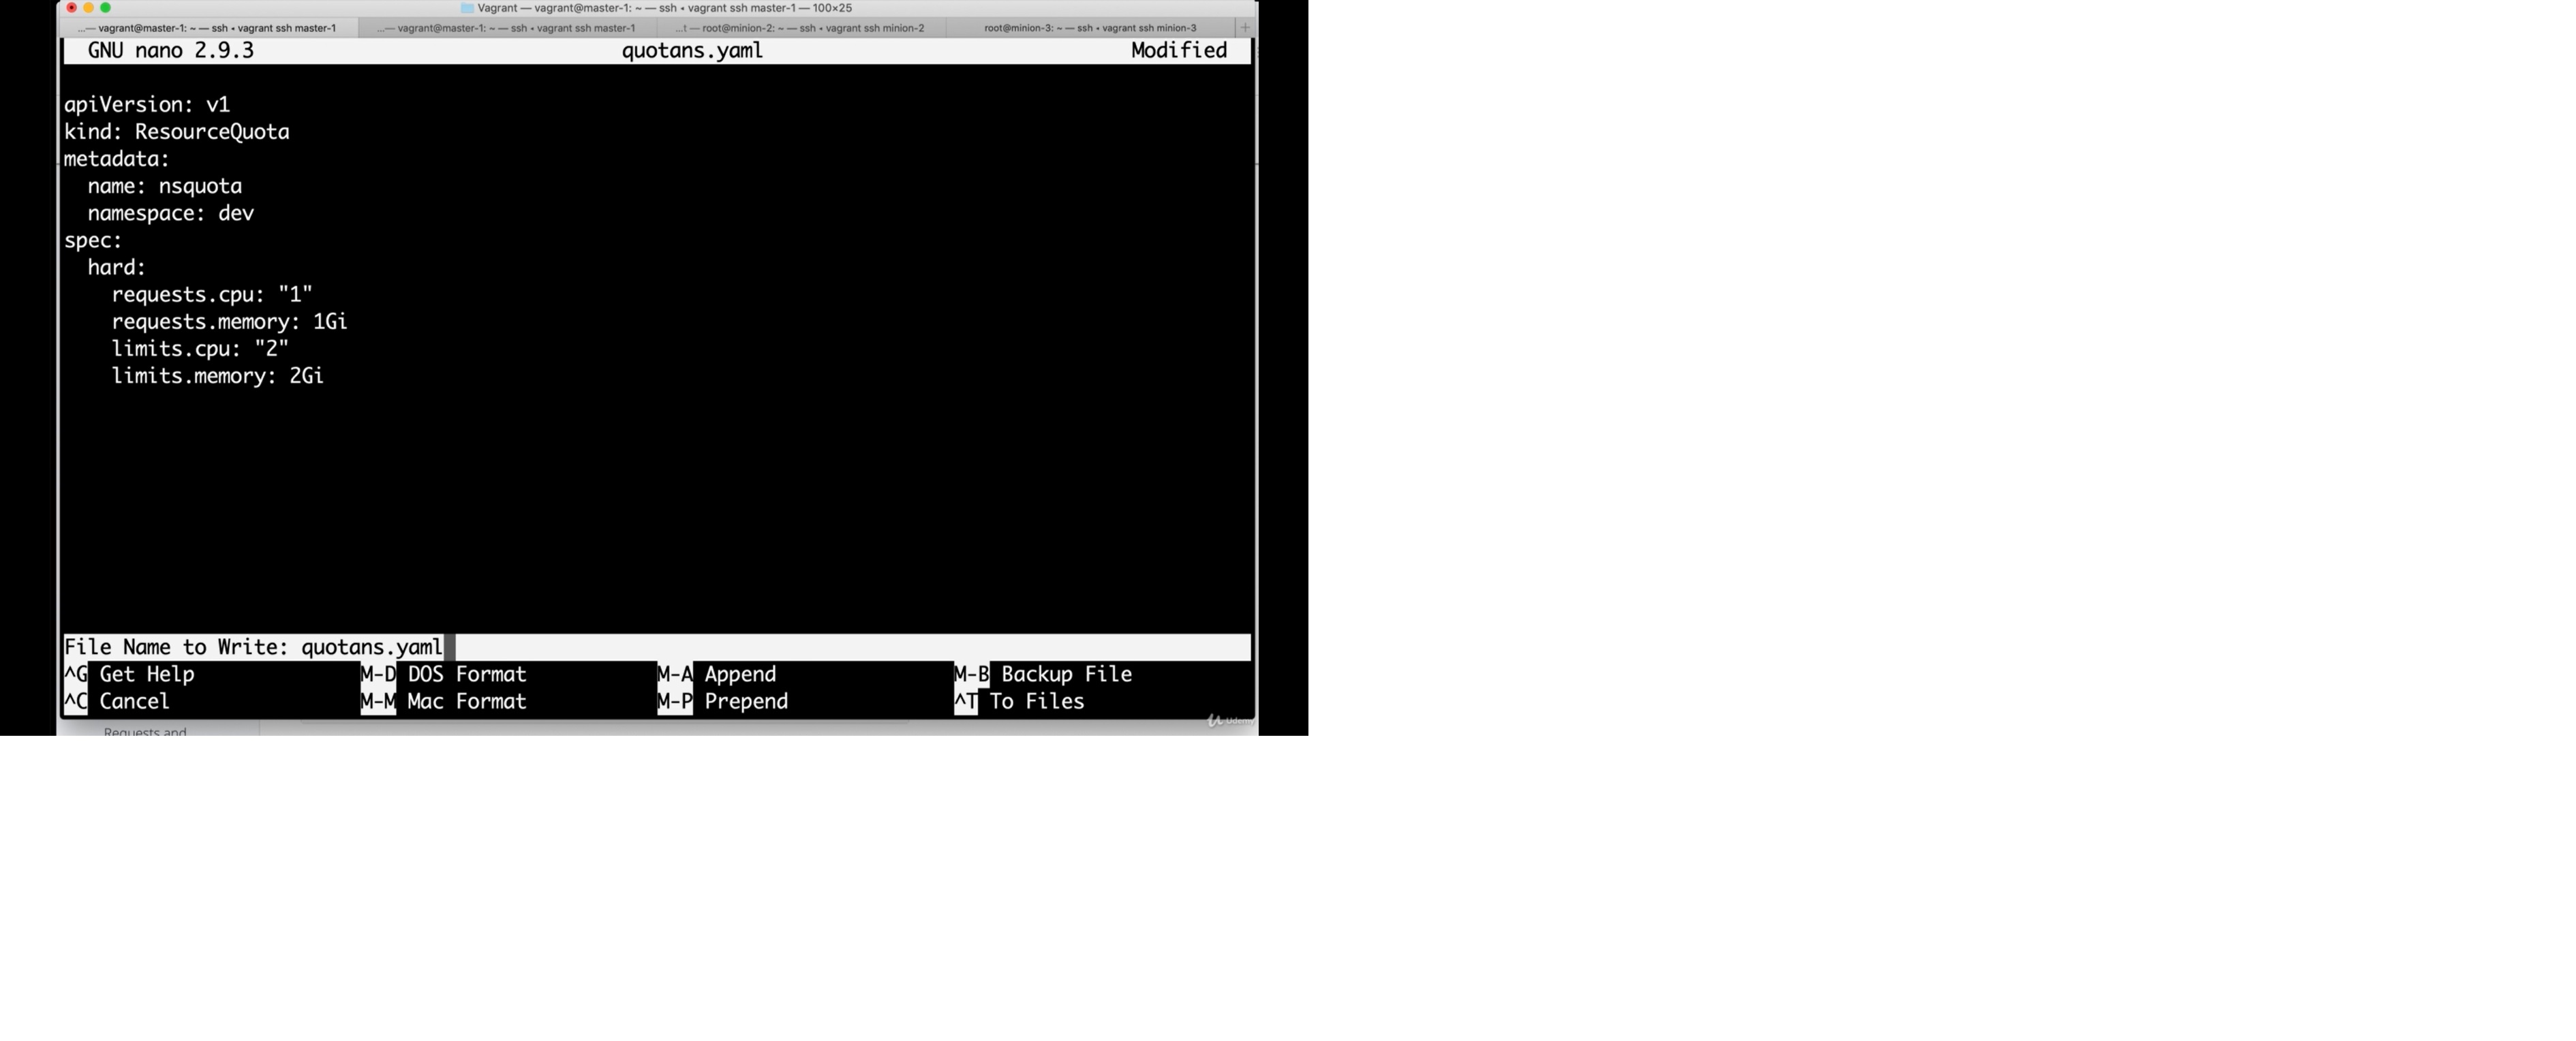 Vagrant — vagrant@master-1: ~ — ssh ◂ vagrant ssh master-1 — 100×25
...— vagrant@master-1: ~ — ssh ◂ vagrant ssh master-1
...— vagrant@master-1: ~ — ssh ◂ vagrant ssh master-1
...t — root@minion-2: ~ — ssh ◂ vagrant ssh minion-2
root@minion-3: ~ — ssh ◂ vagrant ssh minion-3
GNU nano 2.9.3 quotans.yaml Modified
apiVersion: v1
kind: ResourceQuota
metadata:
  name: nsquota
  namespace: dev
spec:
  hard:
    requests.cpu: "1"
    requests.memory: 1Gi
    limits.cpu: "2"
    limits.memory: 2Gi
File Name to Write: quotans.yaml
^G Get Help M-D DOS Format M-A Append M-B Backup File
^C Cancel M-M Mac Format M-P Prepend ^T To Files
Udemy
Requests and